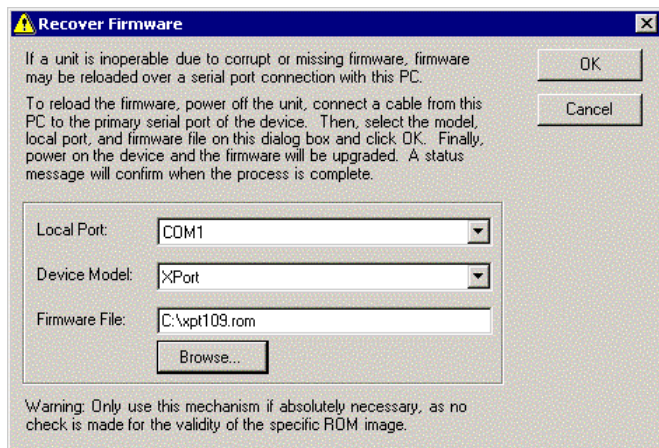 Recover Firmware
If a unit is inoperable due to corrupt or missing firmware, firmware
may be reloaded over a serial port connection with this PC.
To reload the firmware, power off the unit, connect a cable from this
PC to the primary serial port of the device. Then, select the model,
local port, and firmware file on this dialog box and click OK. Finally,
power on the device and the firmware will be upgraded. A status
message will confirm when the process is complete.
OK
Cancel
Local Port:
COM1
Device Model:
XPort
Firmware File:
C:\xpt109.rom
Browse...
Warning: Only use this mechanism if absolutely necessary, as no
check is made for the validity of the specific ROM image.